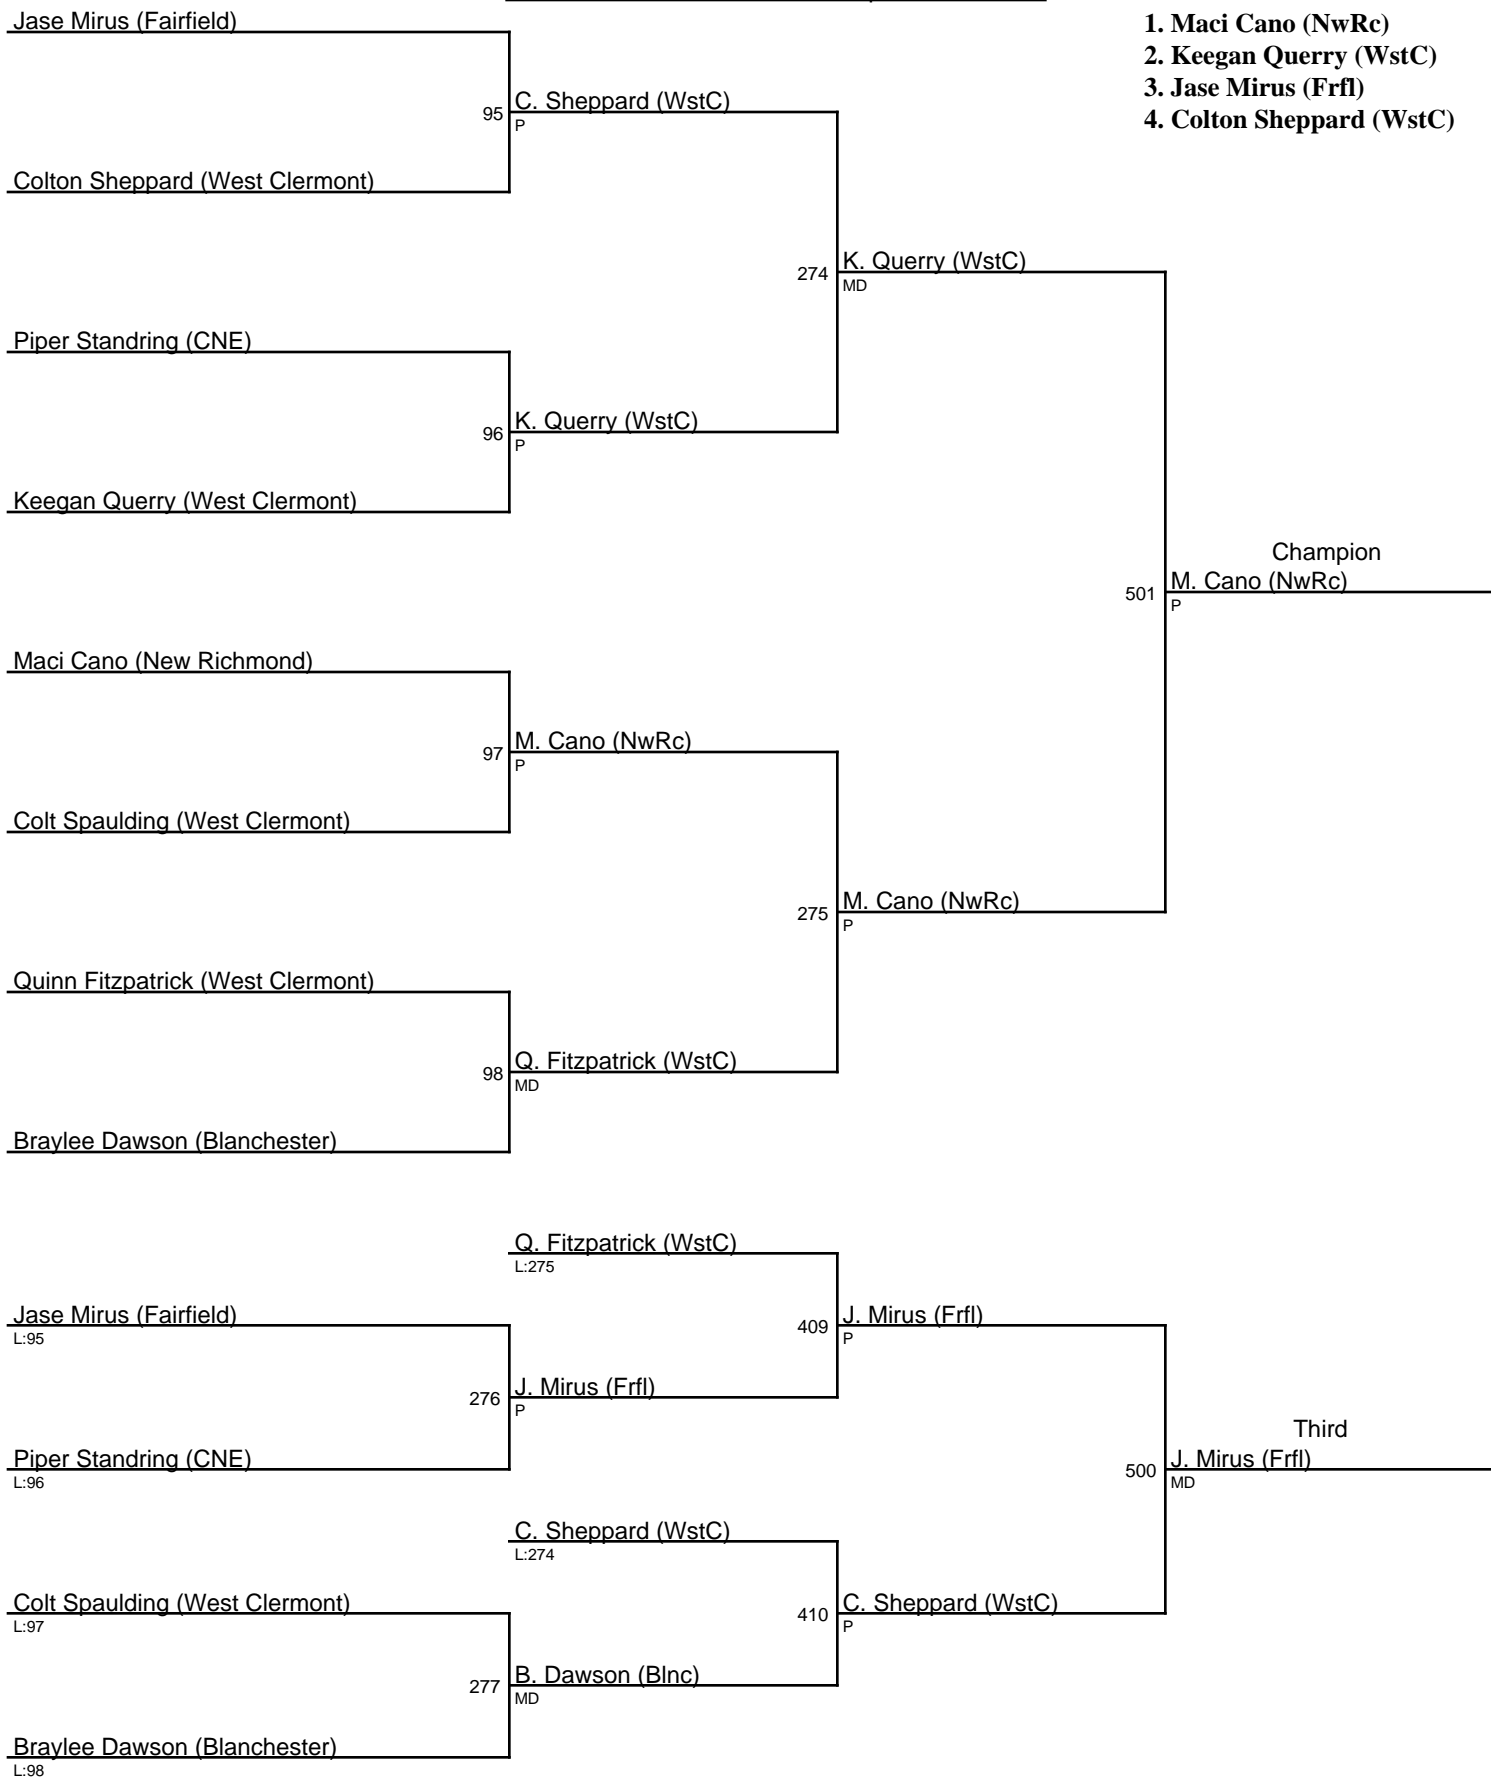 Jase Mirus (Fairfield)
1. Maci Cano (NwRc)
2. Keegan Querry (WstC)
3. Jase Mirus (Frfl)
4. Colton Sheppard (WstC)
95
C. Sheppard (WstC)
P
Colton Sheppard (West Clermont)
274
K. Querry (WstC)
MD
Piper Standring (CNE)
96
K. Querry (WstC)
P
Keegan Querry (West Clermont)
Champion
501
M. Cano (NwRc)
P
Maci Cano (New Richmond)
97
M. Cano (NwRc)
P
Colt Spaulding (West Clermont)
275
M. Cano (NwRc)
P
Quinn Fitzpatrick (West Clermont)
98
Q. Fitzpatrick (WstC)
MD
Braylee Dawson (Blanchester)
Q. Fitzpatrick (WstC)
L:275
Jase Mirus (Fairfield)
L:95
409
J. Mirus (Frfl)
P
276
J. Mirus (Frfl)
P
Piper Standring (CNE)
L:96
Third
500
J. Mirus (Frfl)
MD
C. Sheppard (WstC)
L:274
Colt Spaulding (West Clermont)
L:97
410
C. Sheppard (WstC)
P
277
B. Dawson (Blnc)
MD
Braylee Dawson (Blanchester)
L:98